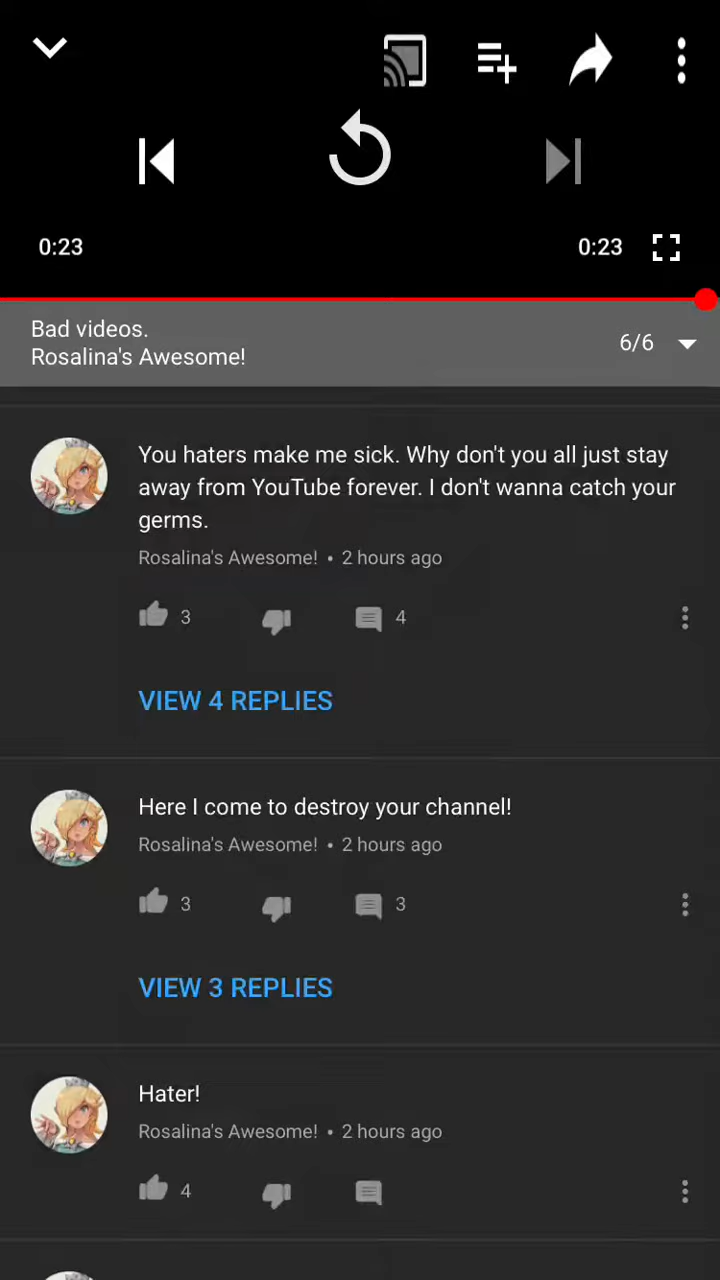 0:23
0:23
Bad videos.
Rosalina's Awesome!
6/6
You haters make me sick. Why don't you all just stay
away from YouTube forever. I don't wanna catch your
germs.
Rosalina's Awesome! • 2 hours ago
3
4
VIEW 4 REPLIES
Here I come to destroy your channel!
Rosalina's Awesome! • 2 hours ago
3
3
VIEW 3 REPLIES
Hater!
Rosalina's Awesome! • 2 hours ago
4